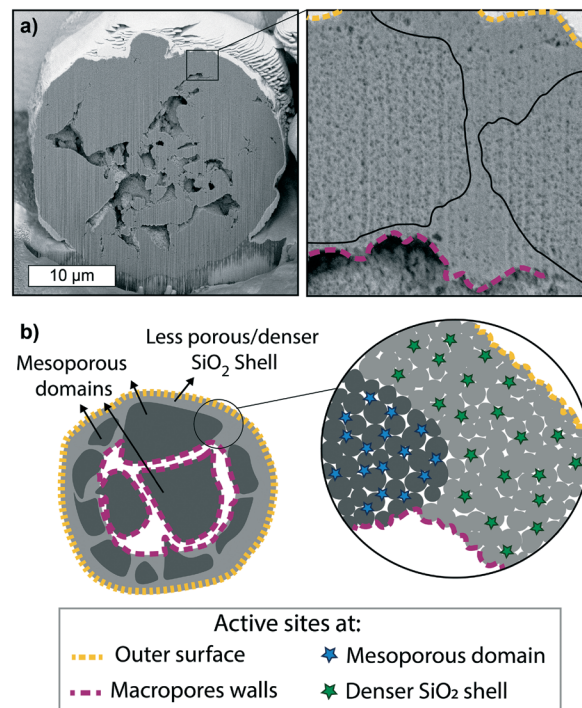 a)
10 µm
b)
Less porous/denser
SiO₂ Shell
Mesoporous
domains
Active sites at:
Outer surface
Mesoporous domain
Macropores walls
Denser SiO₂ shell